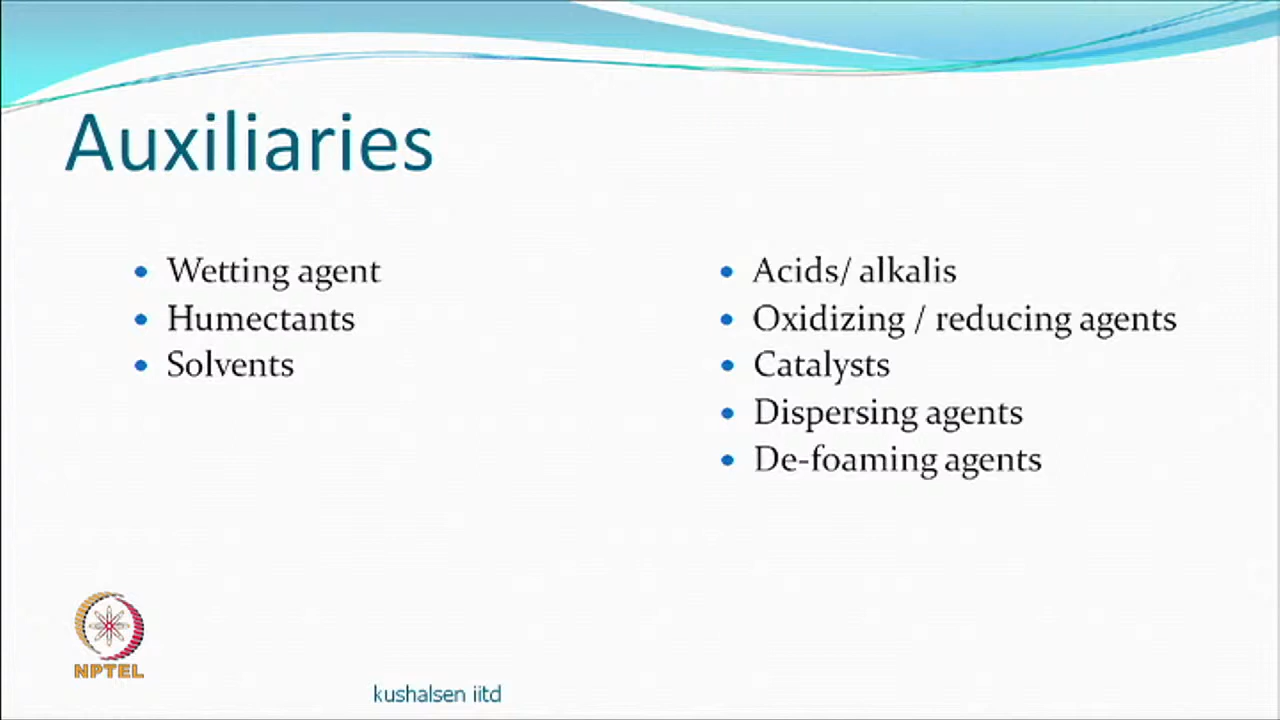 Auxiliaries
Wetting agent
Humectants
Solvents
Acids/ alkalis
Oxidizing / reducing agents
Catalysts
Dispersing agents
De-foaming agents
NPTEL
kushalsen iitd